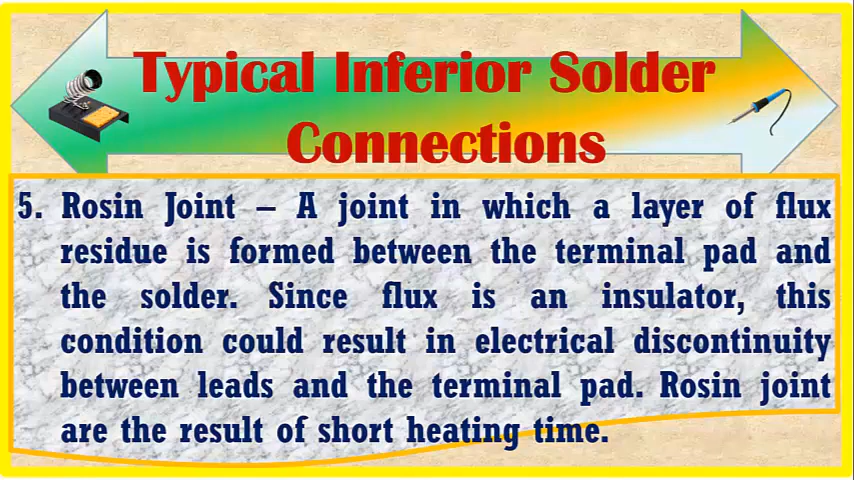 Typical Inferior Solder
Connections
5. Rosin Joint – A joint in which a layer of flux
residue is formed between the terminal pad and
the solder. Since flux is an insulator, this
condition could result in electrical discontinuity
between leads and the terminal pad. Rosin joint
are the result of short heating time.